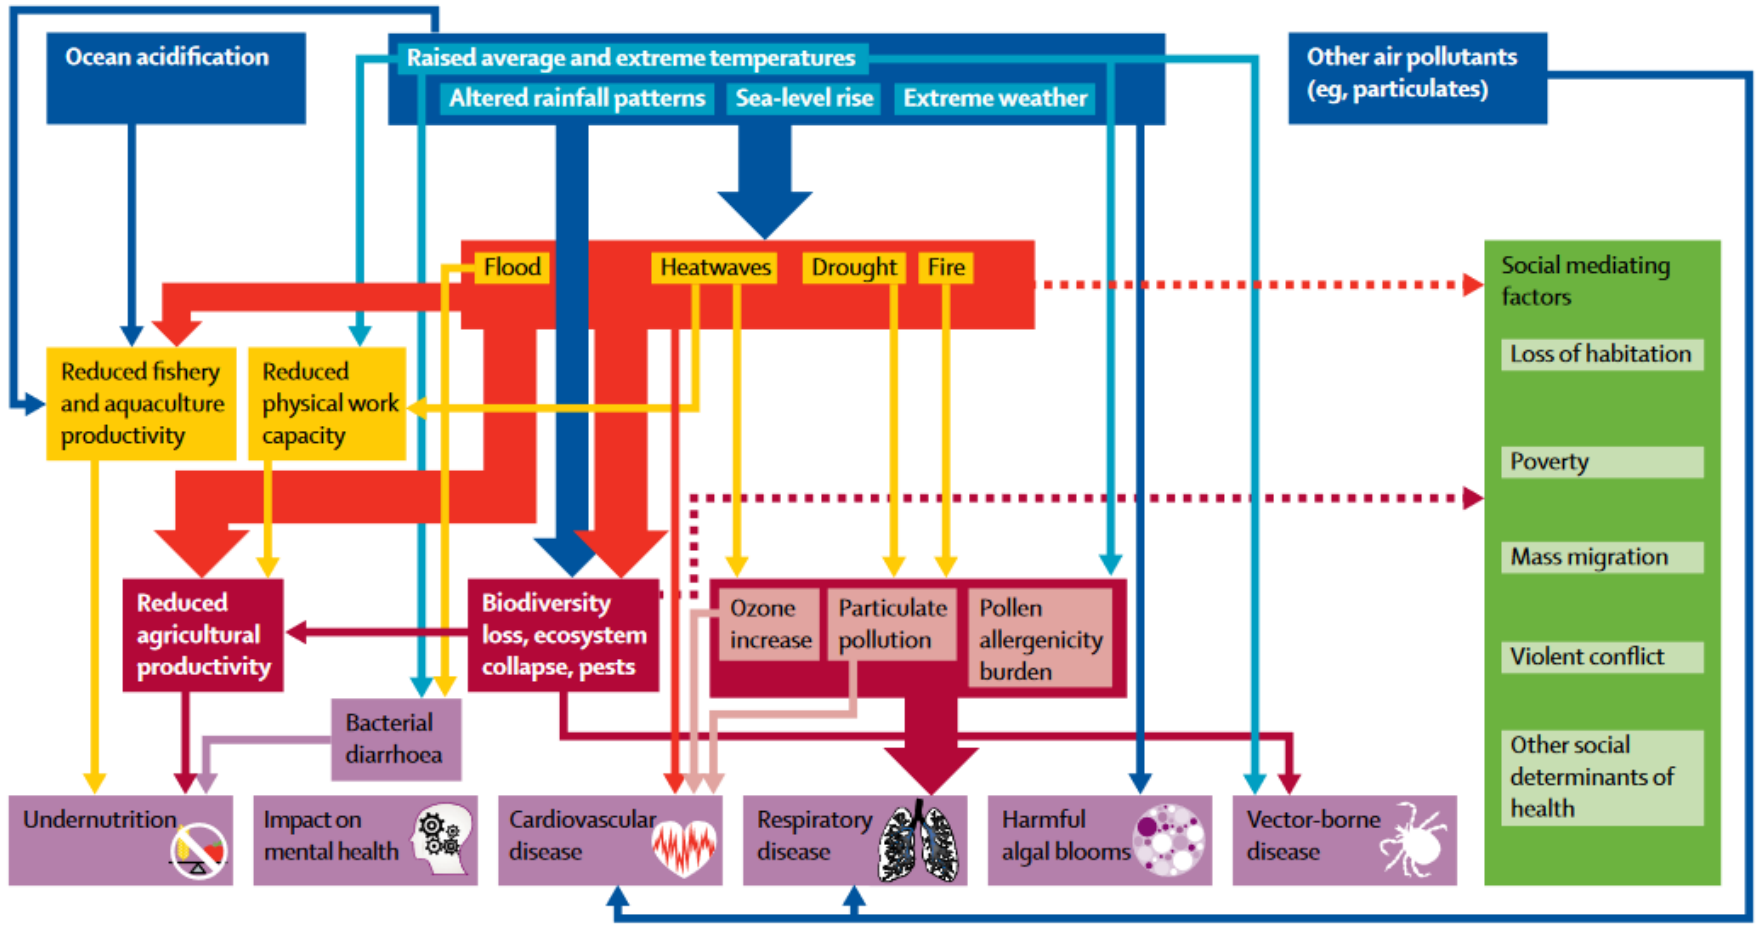 Ocean acidification
Raised average and extreme temperatures
Altered rainfall patterns
Sea-level rise
Extreme weather
Other air pollutants
(eg, particulates)
Flood
Heatwaves
Drought
Fire
Social mediating
factors
Loss of habitation
Poverty
Mass migration
Violent conflict
Other social
determinants of
health
Reduced fishery
and aquaculture
productivity
Reduced
physical work
capacity
Reduced
agricultural
productivity
Biodiversity
loss, ecosystem
collapse, pests
Ozone
increase
Particulate
pollution
Pollen
allergenicity
burden
Bacterial
diarrhoea
Undernutrition
Impact on
mental health
Cardiovascular
disease
Respiratory
disease
Harmful
algal blooms
Vector-borne
disease